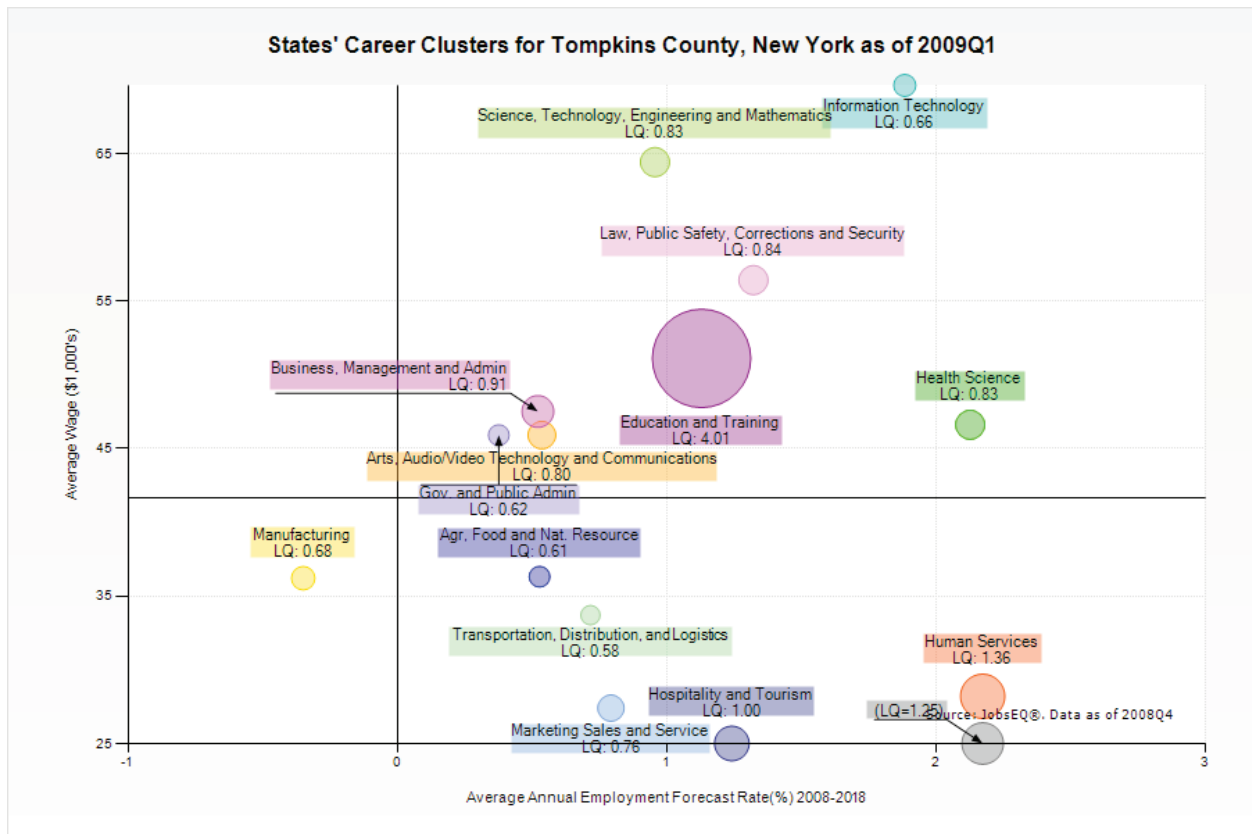 States' Career Clusters for Tompkins County, New York as of 2009Q1
Information Technology
LQ: 0.66
Science, Technology, Engineering and Mathematics
LQ: 0.83
65
Law, Public Safety, Corrections and Security
LQ: 0.84
55
Business, Management and Admin
LQ: 0.91
Health Science
LQ: 0.83
Education and Training
LQ: 4.01
45
Arts, Audio/Video Technology and Communications
LQ: 0.80
Gov. and Public Admin
LQ: 0.62
Average Wage ($1,000's)
Manufacturing
LQ: 0.68
Agr, Food and Nat. Resource
LQ: 0.61
35
Transportation, Distribution, and Logistics
LQ: 0.58
Human Services
LQ: 1.36
Hospitality and Tourism
LQ: 1.00
(LQ=1.25)
Source: JobsEQ®. Data as of 2008Q4
Marketing Sales and Service
LQ: 0.76
25
-1
0
1
2
3
Average Annual Employment Forecast Rate(%) 2008-2018